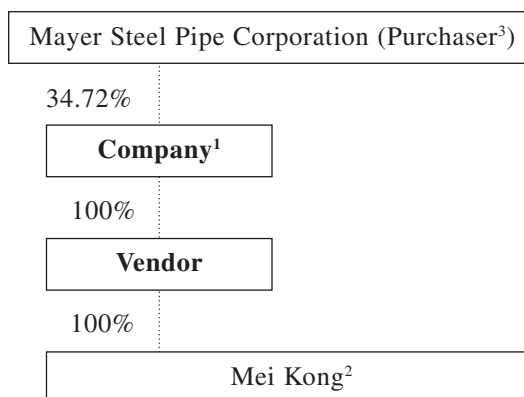 Mayer Steel Pipe Corporation (Purchaser³)
34.72%
Company¹
100%
Vendor
100%
Mei Kong²